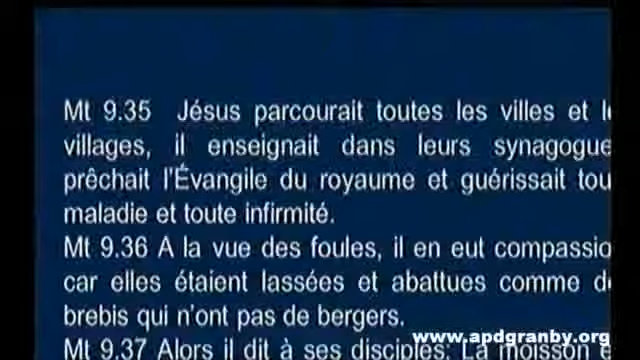 Mt 9.35 Jésus parcourait toutes les villes et
villages, il enseignait dans leurs synagogue
prêchait l'Évangile du royaume et guérissait
maladie et toute infirmité.
Mt 9.36 A la vue des foules, il en eut compassio
car elles étaient lassées et abattues comme
brebis qui n'ont pas de bergers.
Mt 9.37 Alors il dit à ses disciples: La moisson
www.apdgranby.org